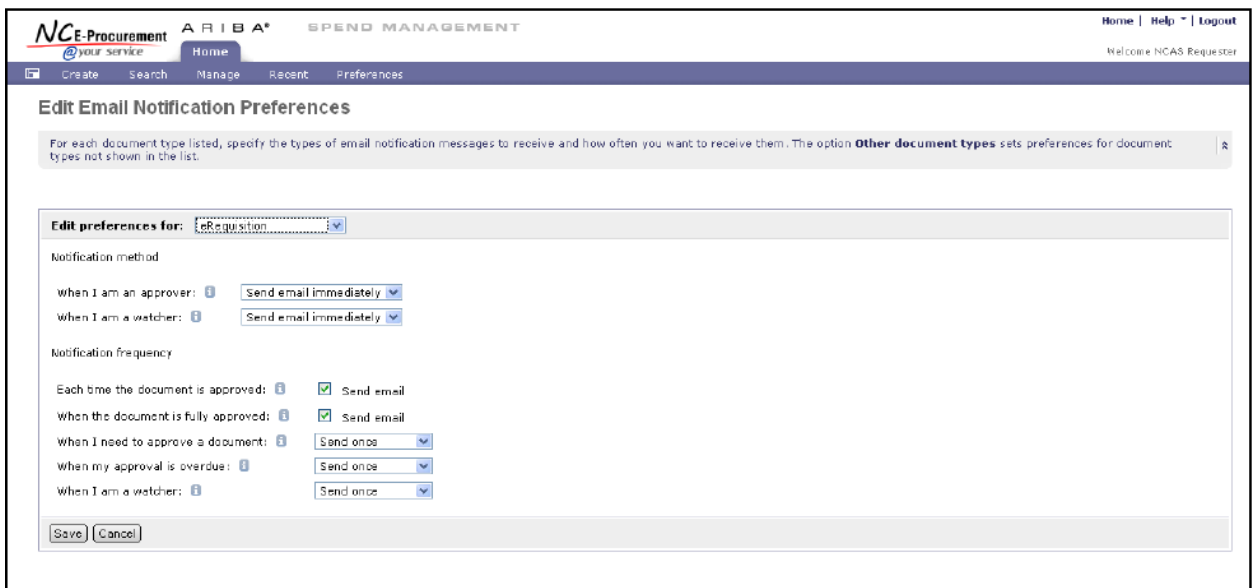 NCE-Procurement
@your service
ARIBA®
SPEND MANAGEMENT
Home | Help | Logout
Home
Welcome NCAS Requester
Create Search Manage Recent Preferences
Edit Email Notification Preferences
For each document type listed, specify the types of email notification messages to receive and how often you want to receive them. The option Other document types sets preferences for document
types not shown in the list.
Edit preferences for: eRequisition
Notification method
When I am an approver: Send email immediately
When I am a watcher: Send email immediately
Notification frequency
Each time the document is approved: Send email
When the document is fully approved: Send email
When I need to approve a document: Send once
When my approval is overdue: Send once
When I am a watcher: Send once
Save Cancel